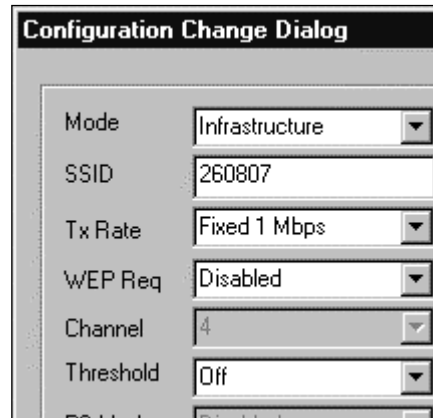 Configuration Change Dialog
Mode Infrastructure
SSID 260807
Tx Rate Fixed 1 Mbps
WEP Req Disabled
Channel 4
Threshold Off